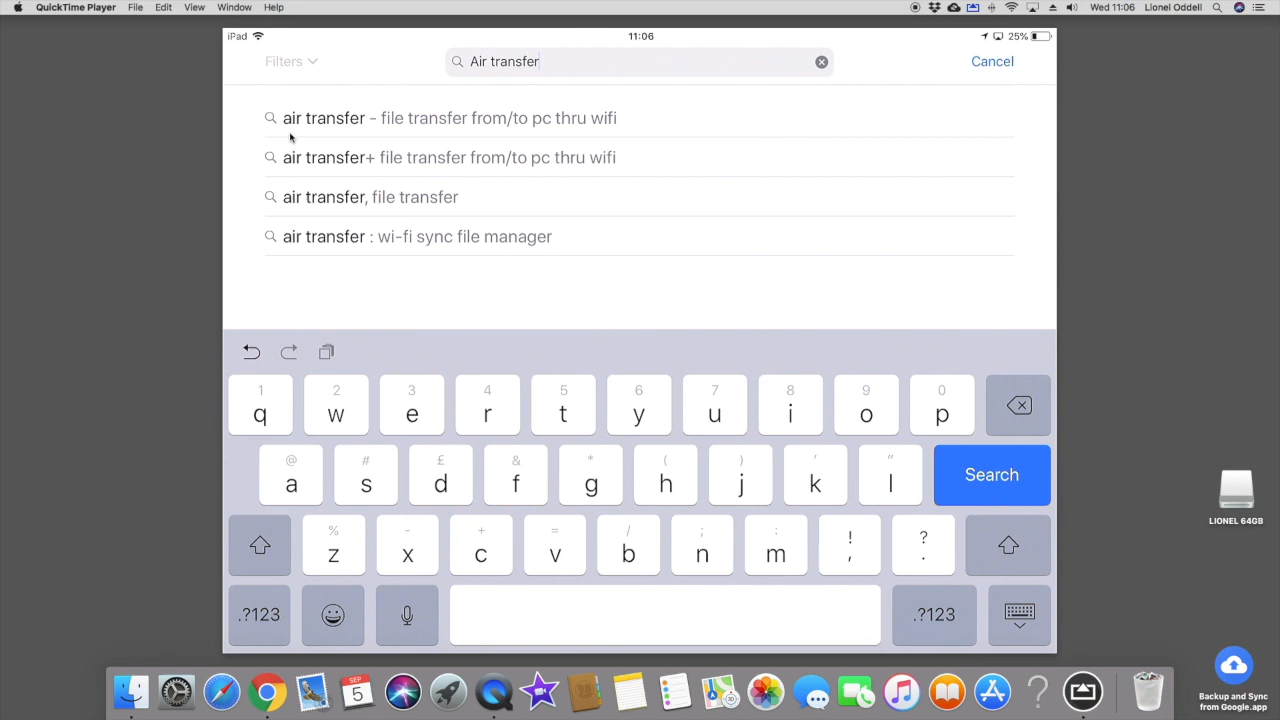 QuickTime Player File Edit View Window Help Wed 11:06 Lionel Oddell
iPad 11:06 25%
Filters Air transfer Cancel
air transfer - file transfer from/to pc thru wifi
air transfer+ file transfer from/to pc thru wifi
air transfer, file transfer
air transfer : wi-fi sync file manager
1 2 3 4 5 6 7 8 9 0
q w e r t y u i o p
@ # £ & * ( ) ' "
a s d f g h j k l Search
% - + = / ; : ! ?
z x c v b n m , .
.?123 .?123
LIONEL 64GB
SEP
5
Backup and Sync
from Google.app